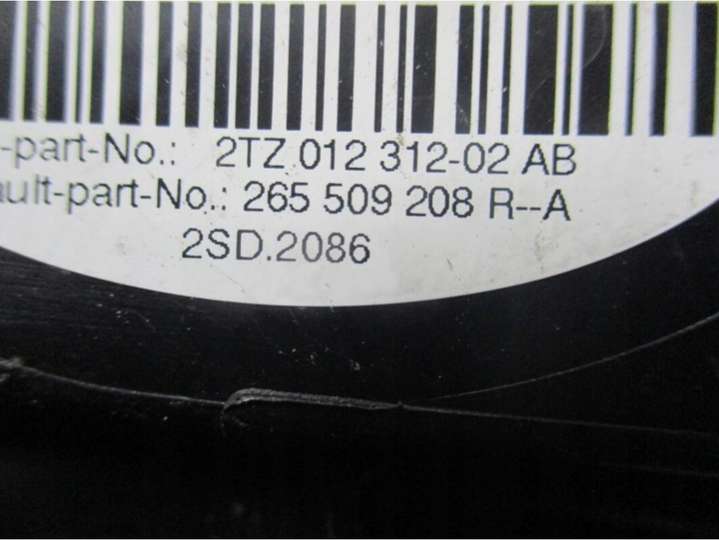 -part-No.: 2TZ 012 312-02 AB
ault-part-No.: 265 509 208 R--A
2SD.2086